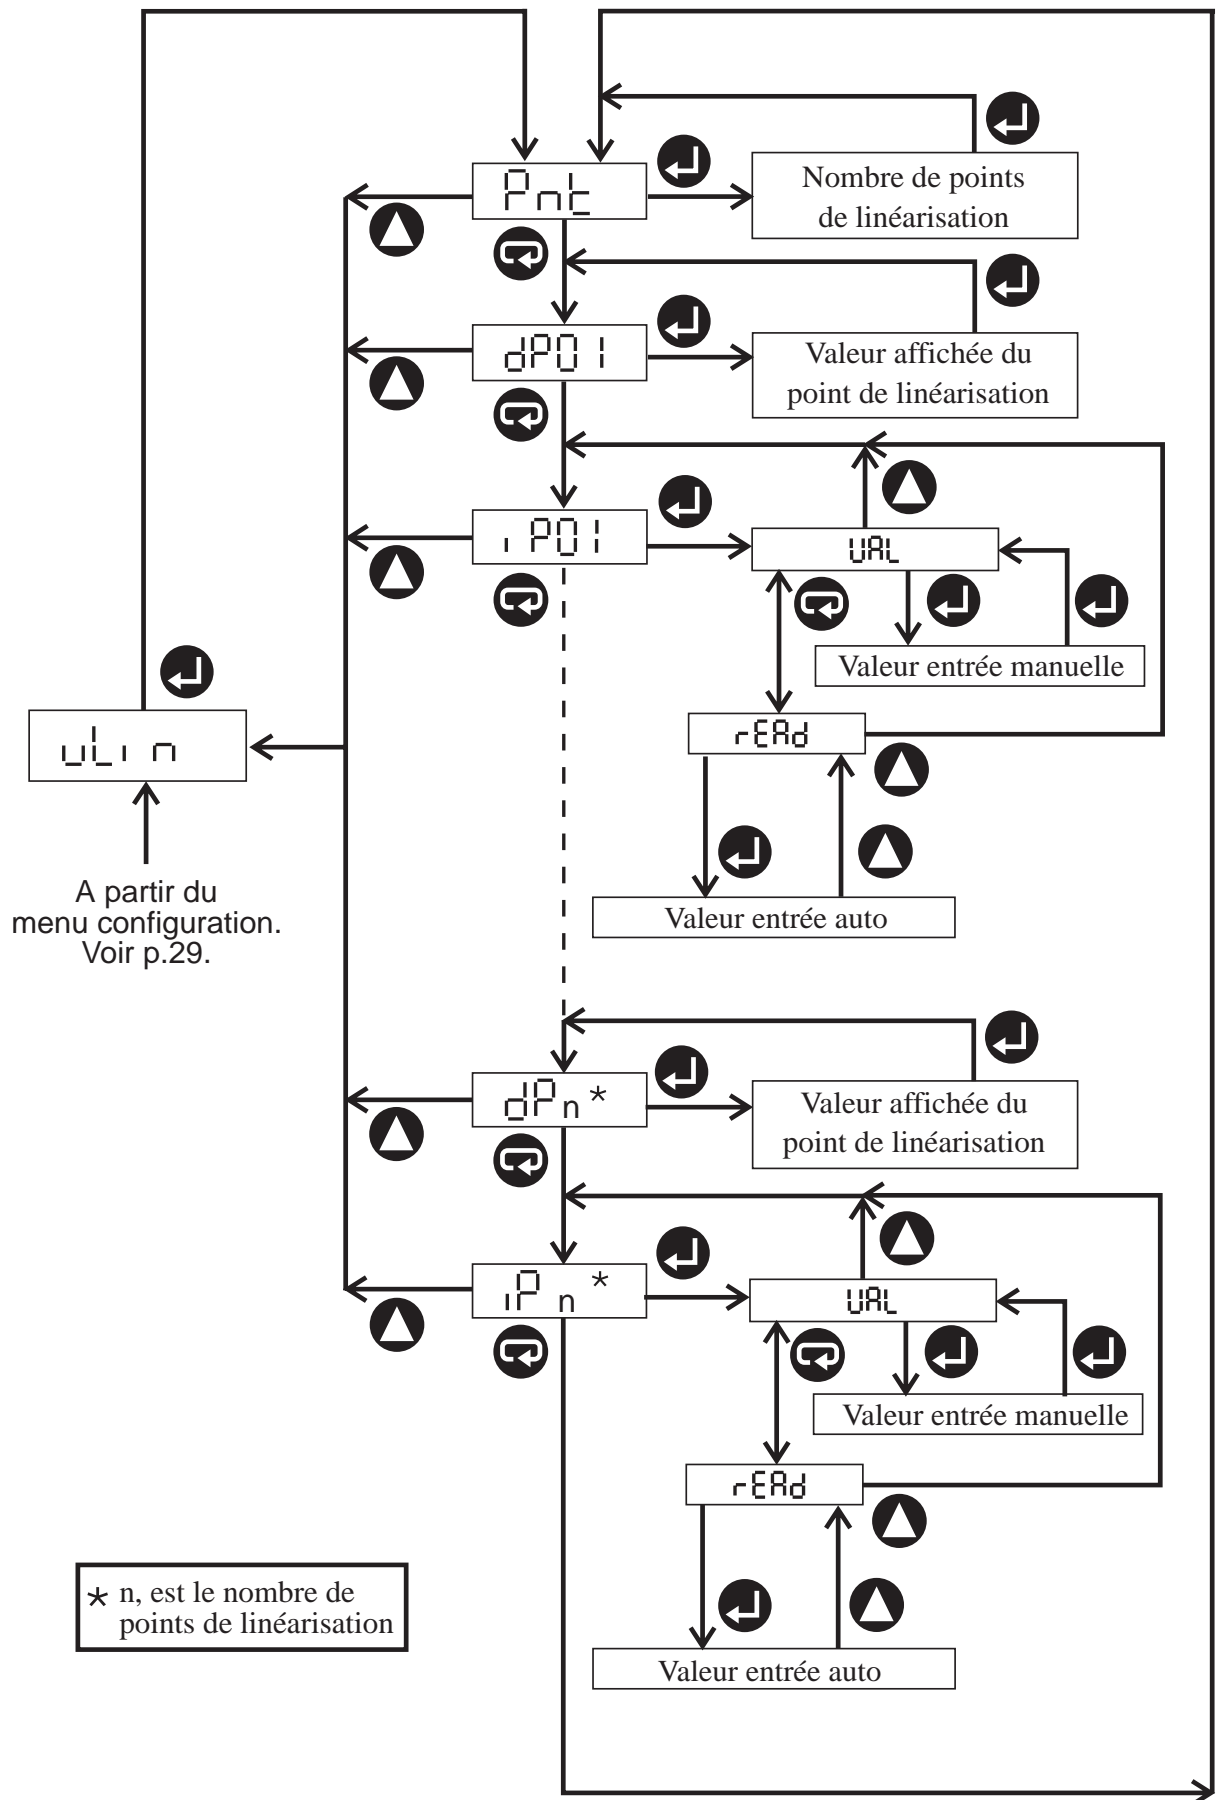 Pnt
Nombre de points
de linéarisation
dP01
Valeur affichée du
point de linéarisation
iP01
VAL
Valeur entrée manuelle
rEAd
Valeur entrée auto
uLin
A partir du
menu configuration.
Voir p.29.
dPn*
Valeur affichée du
point de linéarisation
iPn*
VAL
Valeur entrée manuelle
rEAd
Valeur entrée auto
* n, est le nombre de
points de linéarisation